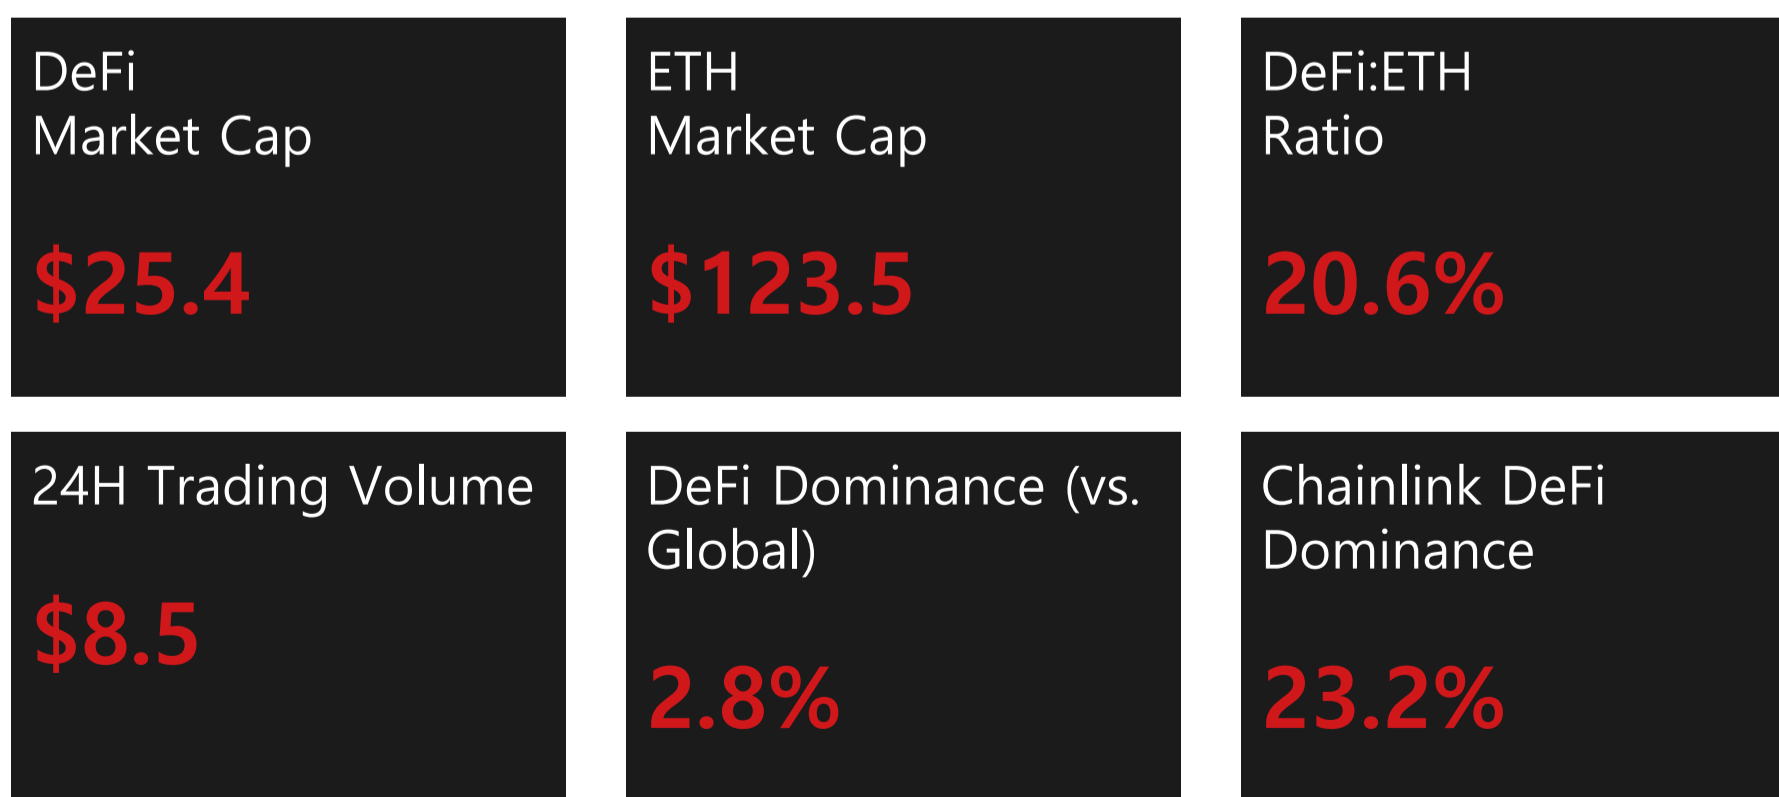 DeFi
Market Cap
$25.4
ETH
Market Cap
$123.5
DeFi:ETH
Ratio
20.6%
24H Trading Volume
$8.5
DeFi Dominance (vs.
Global)
2.8%
Chainlink DeFi
Dominance
23.2%